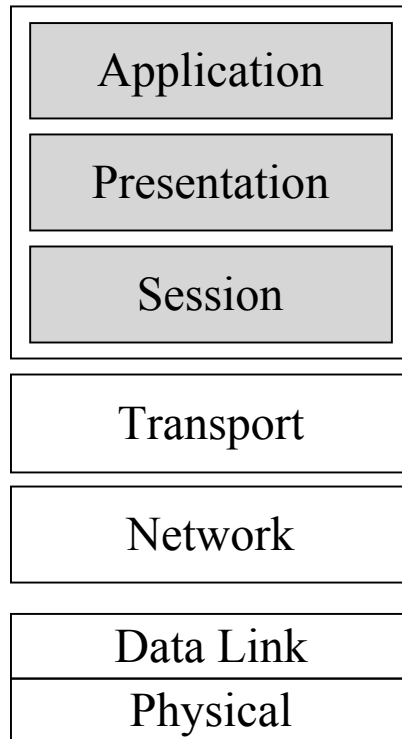 Application
Presentation
Session
Transport
Network
Data Link
Physical